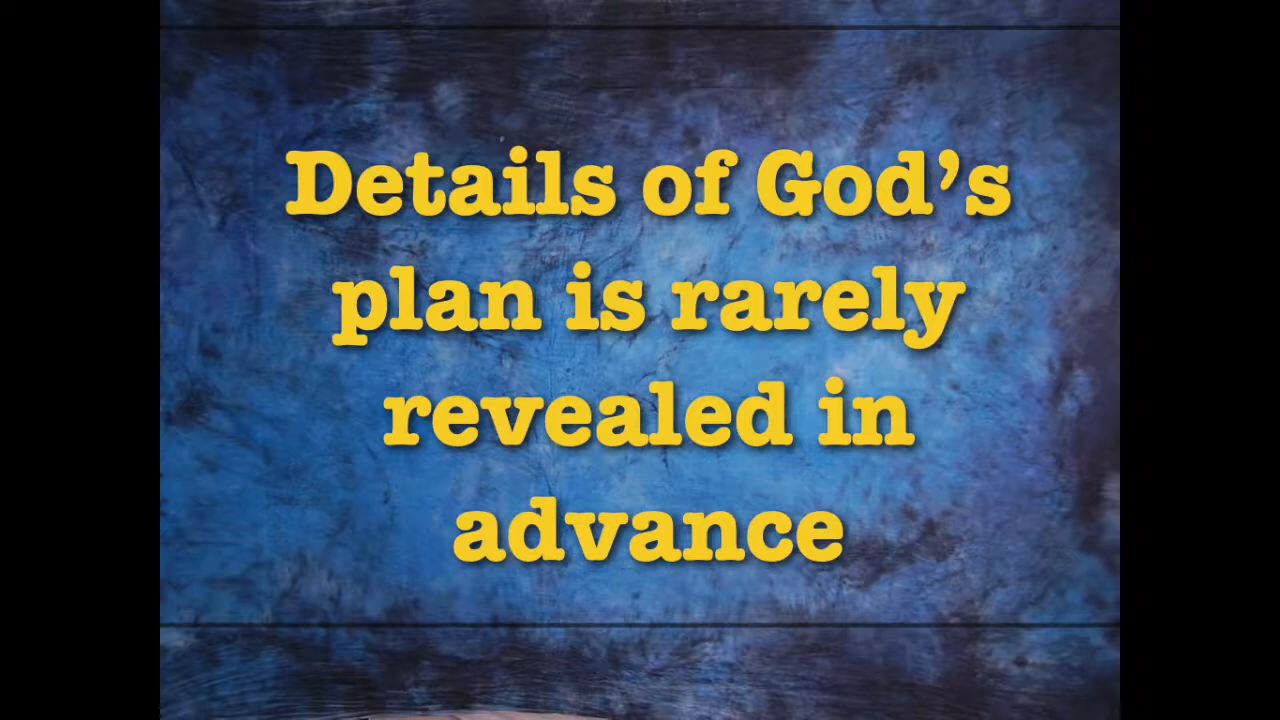 Details of God’s
plan is rarely
revealed in
advance